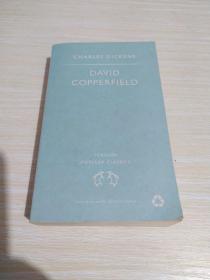 CHARLES DICKENS
DAVID
COPPERFIELD
PENGUIN
POPULAR CLASSICS